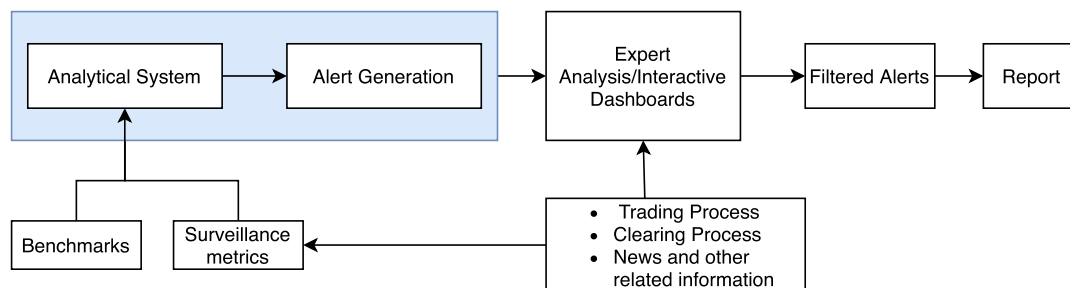 Analytical System
Alert Generation
Expert
Analysis/Interactive
Dashboards
Filtered Alerts
Report
Benchmarks
Surveillance
metrics
• Trading Process
• Clearing Process
• News and other
related information